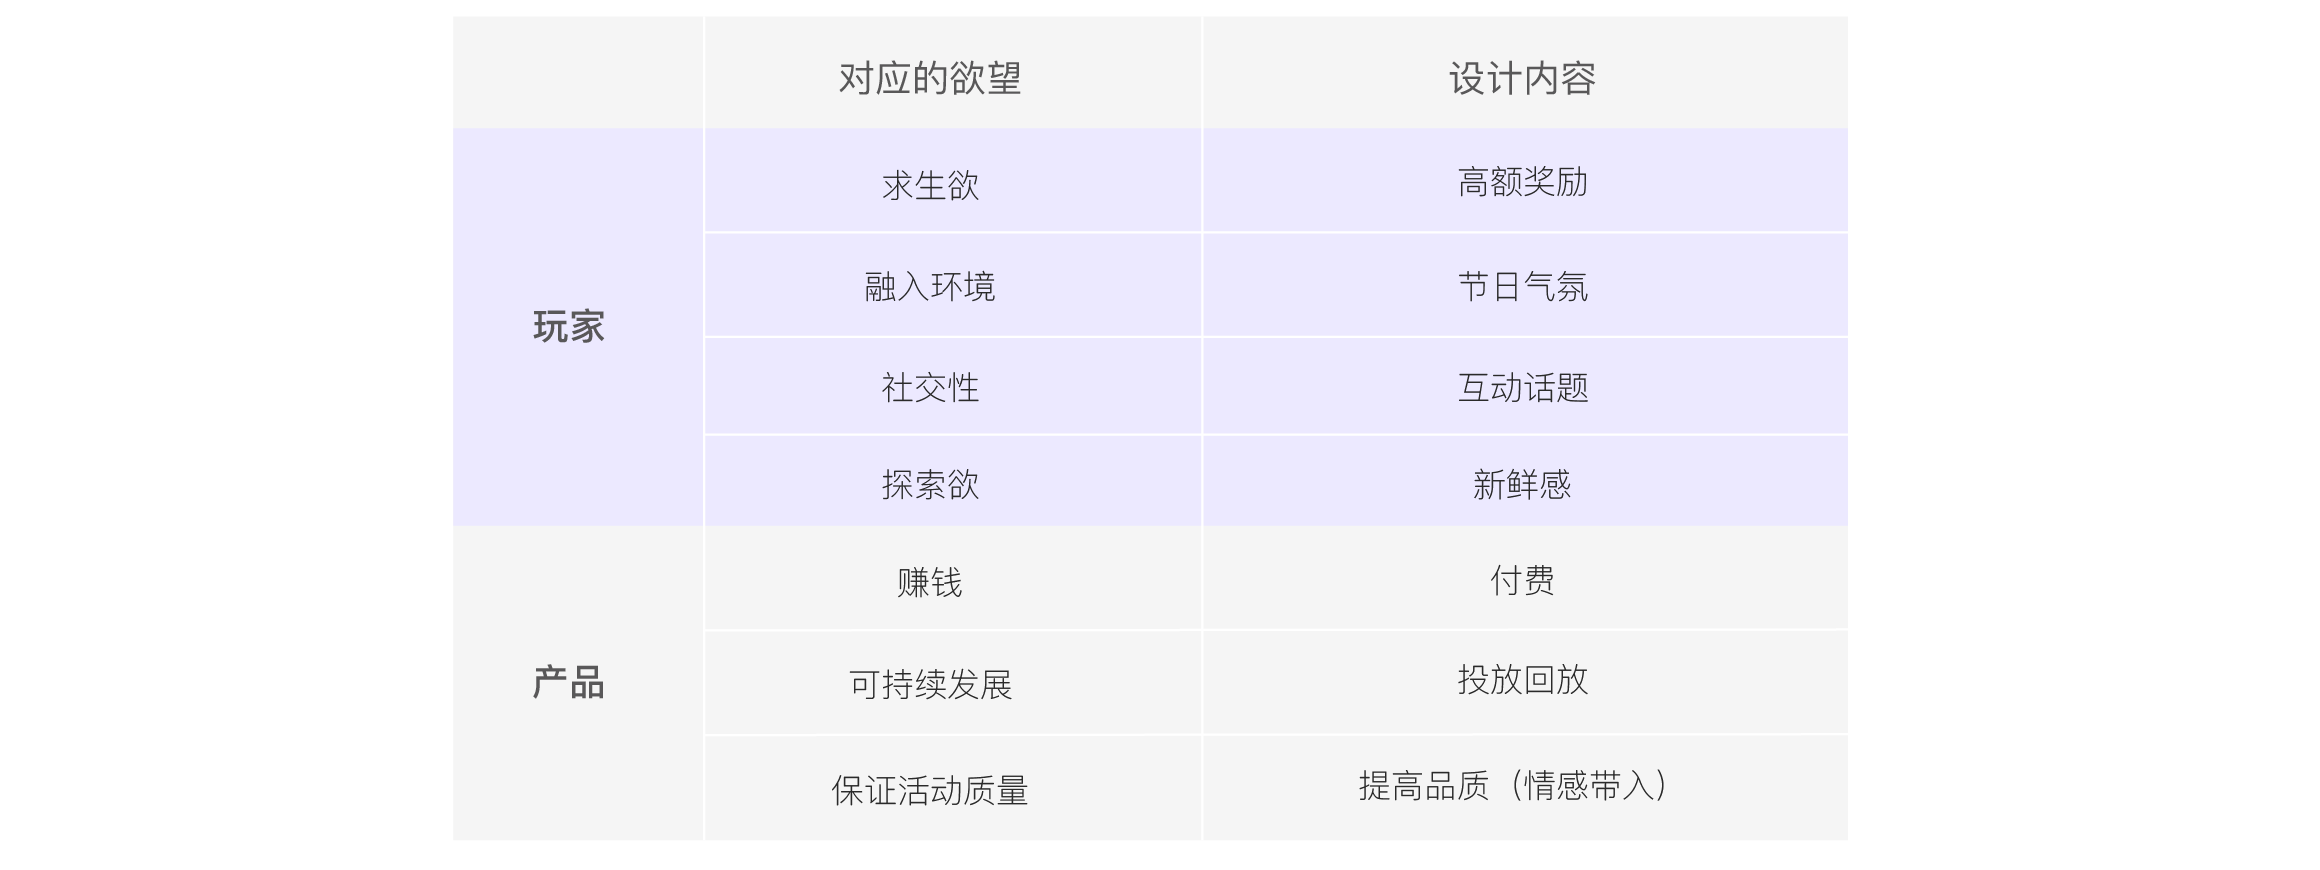 对应的欲望
设计内容
玩家
求生欲
高额奖励
融入环境
节日气氛
社交性
互动话题
探索欲
新鲜感
产品
赚钱
付费
可持续发展
投放回放
保证活动质量
提高品质（情感带入）